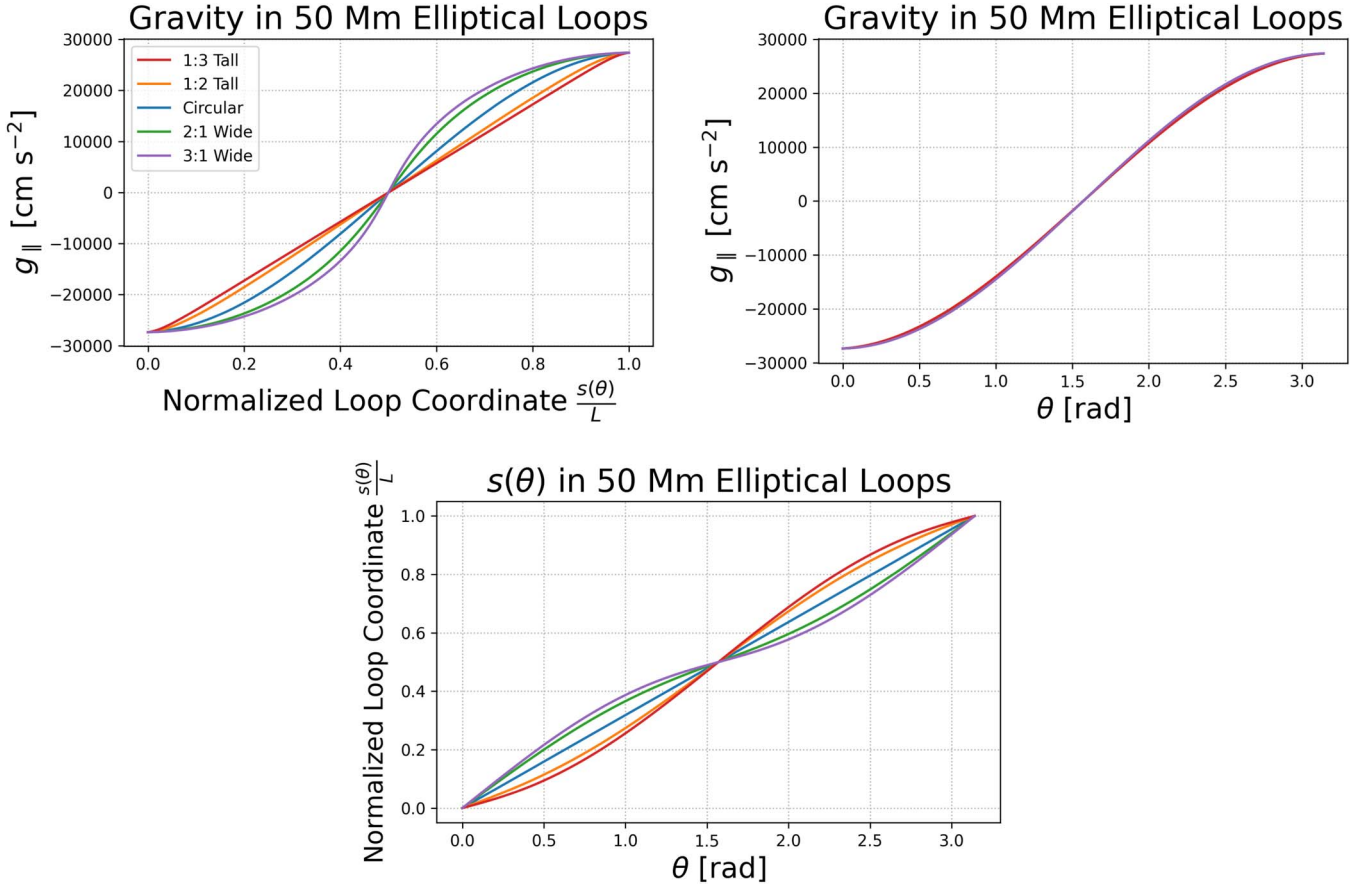 Gravity in 50 Mm Elliptical Loops
30000
20000
10000
0
−10000
−20000
−30000
g∥ [cm s⁻²]
1:3 Tall
1:2 Tall
Circular
2:1 Wide
3:1 Wide
0.0 0.2 0.4 0.6 0.8 1.0
Normalized Loop Coordinate s(θ)/L
Gravity in 50 Mm Elliptical Loops
30000
20000
10000
0
−10000
−20000
−30000
g∥ [cm s⁻²]
0.0 0.5 1.0 1.5 2.0 2.5 3.0
θ [rad]
s(θ) in 50 Mm Elliptical Loops
Normalized Loop Coordinate s(θ)/L
1.0
0.8
0.6
0.4
0.2
0.0
0.0 0.5 1.0 1.5 2.0 2.5 3.0
θ [rad]